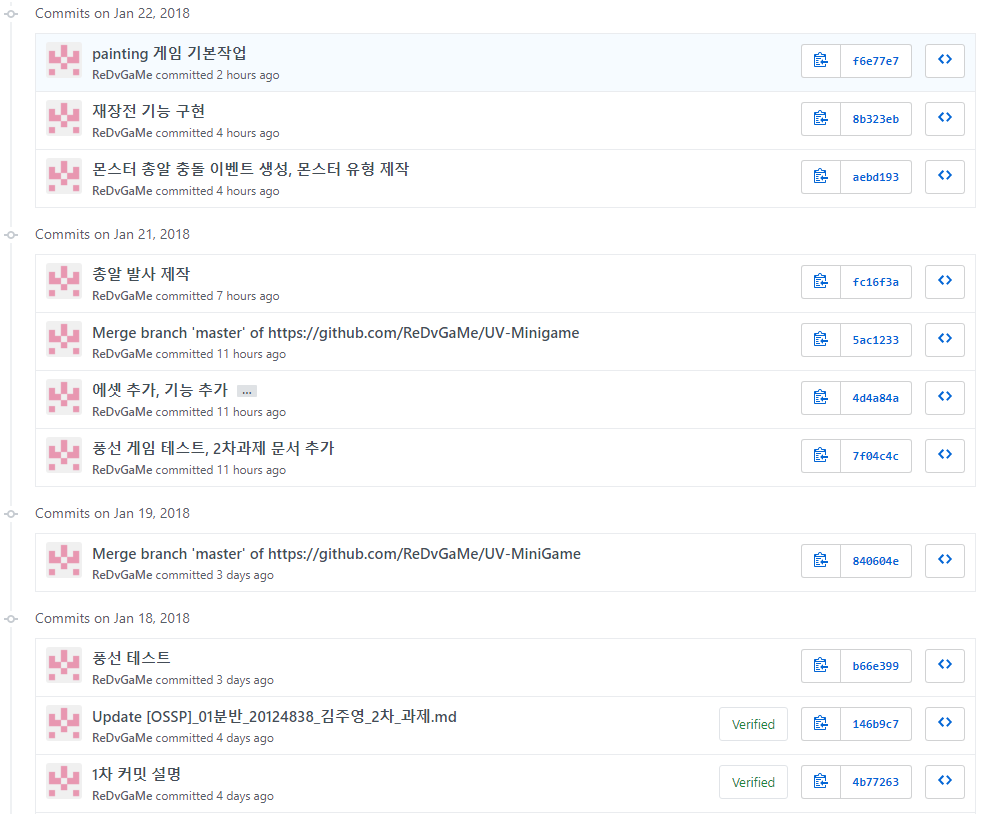 Commits on Jan 22, 2018
painting 게임 기본작업
ReDvGaMe committed 2 hours ago
f6e77e7
재장전 기능 구현
ReDvGaMe committed 4 hours ago
8b323eb
몬스터 총알 충돌 이벤트 생성, 몬스터 유형 제작
ReDvGaMe committed 4 hours ago
aebd193
Commits on Jan 21, 2018
총알 발사 제작
ReDvGaMe committed 7 hours ago
fc16f3a
Merge branch 'master' of https://github.com/ReDvGaMe/UV-Minigame
ReDvGaMe committed 11 hours ago
5ac1233
에셋 추가, 기능 추가 …
ReDvGaMe committed 11 hours ago
4d4a84a
풍선 게임 테스트, 2차과제 문서 추가
ReDvGaMe committed 11 hours ago
7f04c4c
Commits on Jan 19, 2018
Merge branch 'master' of https://github.com/ReDvGaMe/UV-MiniGame
ReDvGaMe committed 3 days ago
840604e
Commits on Jan 18, 2018
풍선 테스트
ReDvGaMe committed 3 days ago
b66e399
Update [OSSP]_01분반_20124838_김주영_2차_과제.md
ReDvGaMe committed 4 days ago
Verified
146b9c7
1차 커밋 설명
ReDvGaMe committed 4 days ago
Verified
4b77263